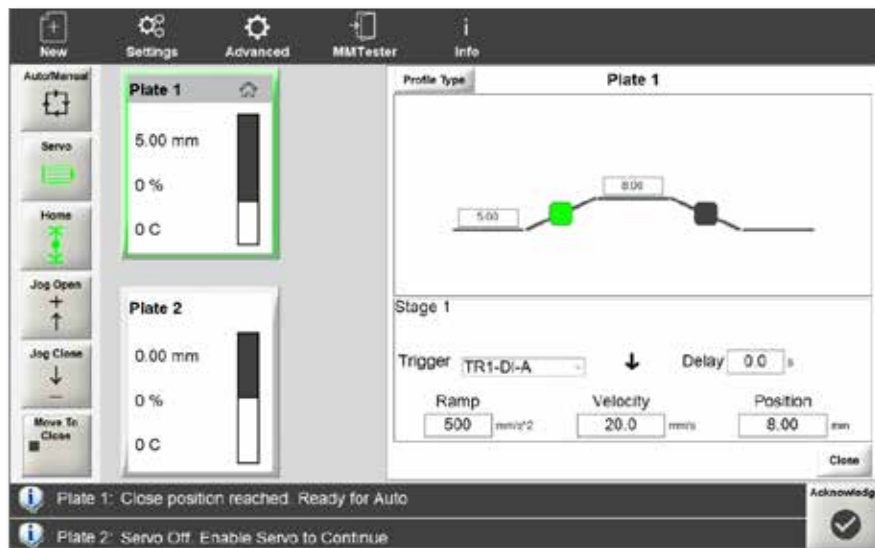 New Settings Advanced MMTester Info
Auto/Manual
Servo
Home
Jog Open
Jog Close
Move To
Close
Plate 1
5.00 mm
0 %
0 C
Plate 2
0.00 mm
0 %
0 C
Profile Type
Plate 1
5.00
8.00
Stage 1
Trigger TR1-DI-A Delay 0.0 s
Ramp Velocity Position
500 mm/s^2 20.0 mm/s 8.00 mm
Close
Plate 1: Close position reached. Ready for Auto
Plate 2: Servo Off. Enable Servo to Continue
Acknowledg